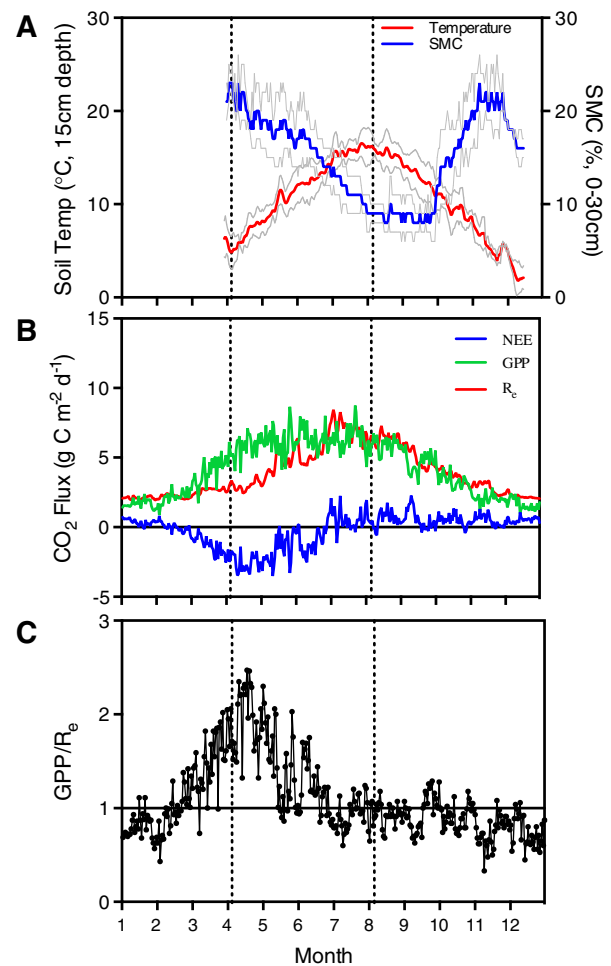 A
Soil Temp (°C, 15cm depth)
30
20
10
0
Temperature
SMC
30
20
10
0
SMC (%, 0-30cm)
B
CO₂ Flux (g C m⁻² d⁻¹)
15
10
5
0
-5
NEE
GPP
Rₑ
C
GPP/Rₑ
3
2
1
0
1 2 3 4 5 6 7 8 9 10 11 12
Month